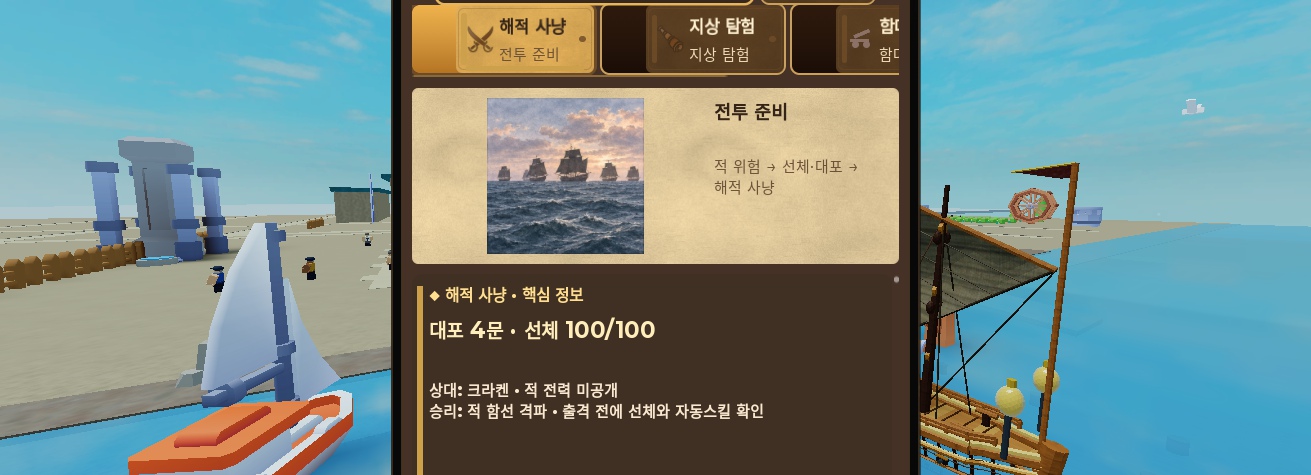 해적 사냥
전투 준비
지상 탐험
지상 탐험
전투 준비
적 위험 → 선체·대포 →
해적 사냥
◆ 해적 사냥 • 핵심 정보
대포 4문 • 선체 100/100
상대: 크라켄 • 적 전력 미공개
승리: 적 함선 격파 • 출격 전에 선체와 자동스킬 확인